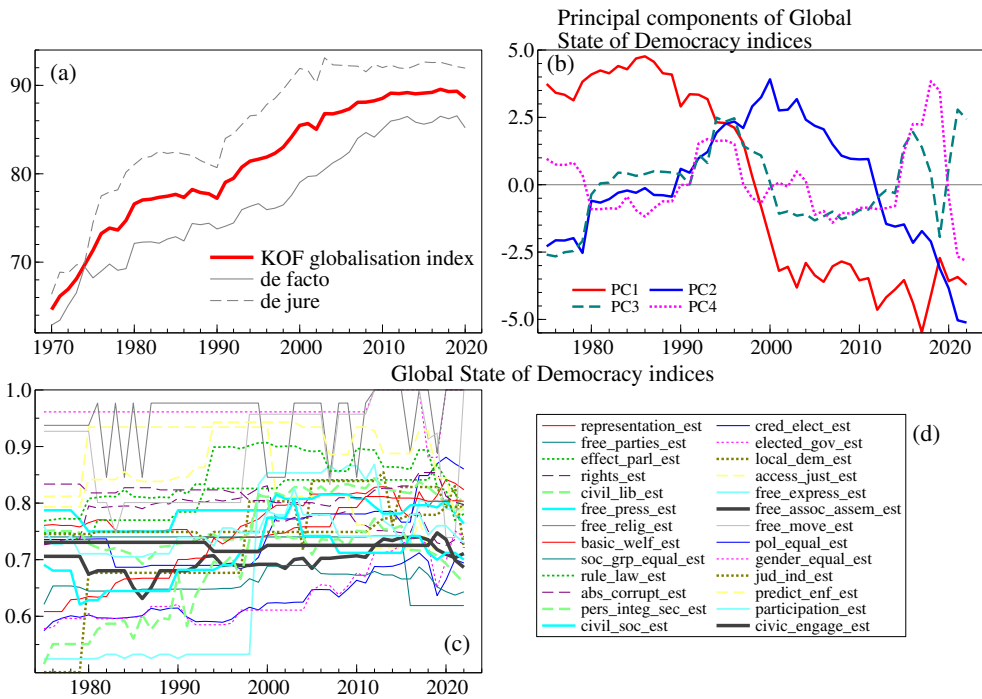 Principal components of Global
State of Democracy indices
(a)
90
80
70
1970 1980 1990 2000 2010 2020
KOF globalisation index
de facto
de jure
(b)
5.0
2.5
0.0
-2.5
-5.0
1980 1990 2000 2010 2020
PC1 PC2
PC3 PC4
Global State of Democracy indices
1.0
0.9
0.8
0.7
0.6
(c)
1980 1990 2000 2010 2020
(d)
representation_est cred_elect_est
free_parties_est elected_gov_est
effect_parl_est local_dem_est
rights_est access_just_est
civil_lib_est free_express_est
free_press_est free_assoc_assem_est
free_relig_est free_move_est
basic_welf_est pol_equal_est
soc_grp_equal_est gender_equal_est
rule_law_est jud_ind_est
abs_corrupt_est predict_enf_est
pers_integ_sec_est participation_est
civil_soc_est civic_engage_est